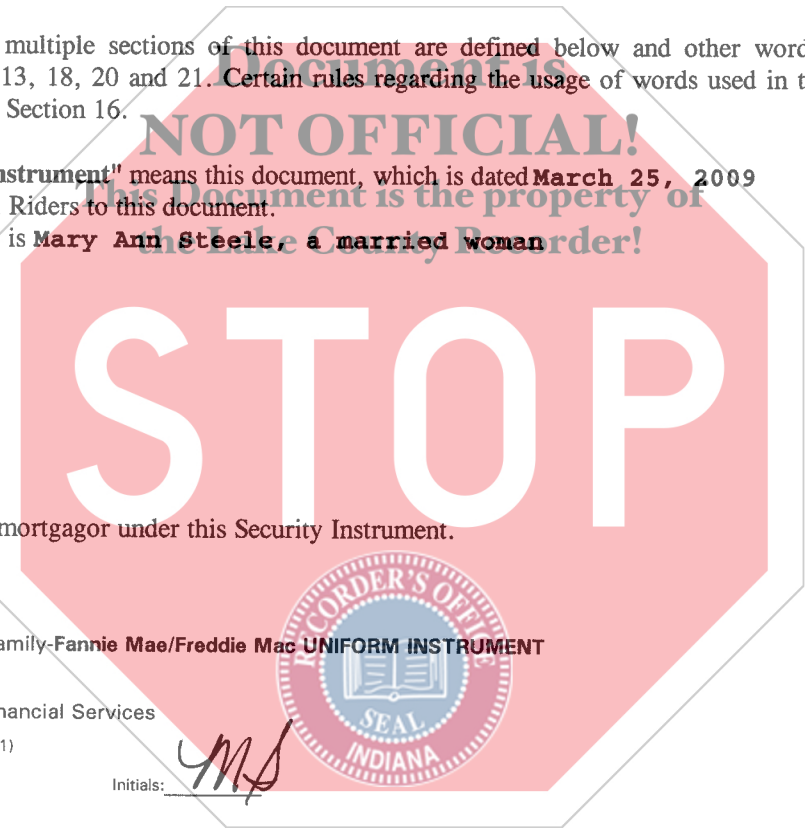 multiple sections of this document are defined below and other word
Document is
13, 18, 20 and 21. Certain rules regarding the usage of words used in t
Section 16.
NOT OFFICIAL!
nstrument" means this document, which is dated March 25, 2009
This Document is the property of
Riders to this document.
is Mary Ann Steele, a married woman
the Lake County Recorder!
STOP
mortgagor under this Security Instrument.
RECORDER'S OFFICE
amily-Fannie Mae/Freddie Mac UNIFORM INSTRUMENT
nancial Services
SEAL
1)
INDIANA
Initials: MS